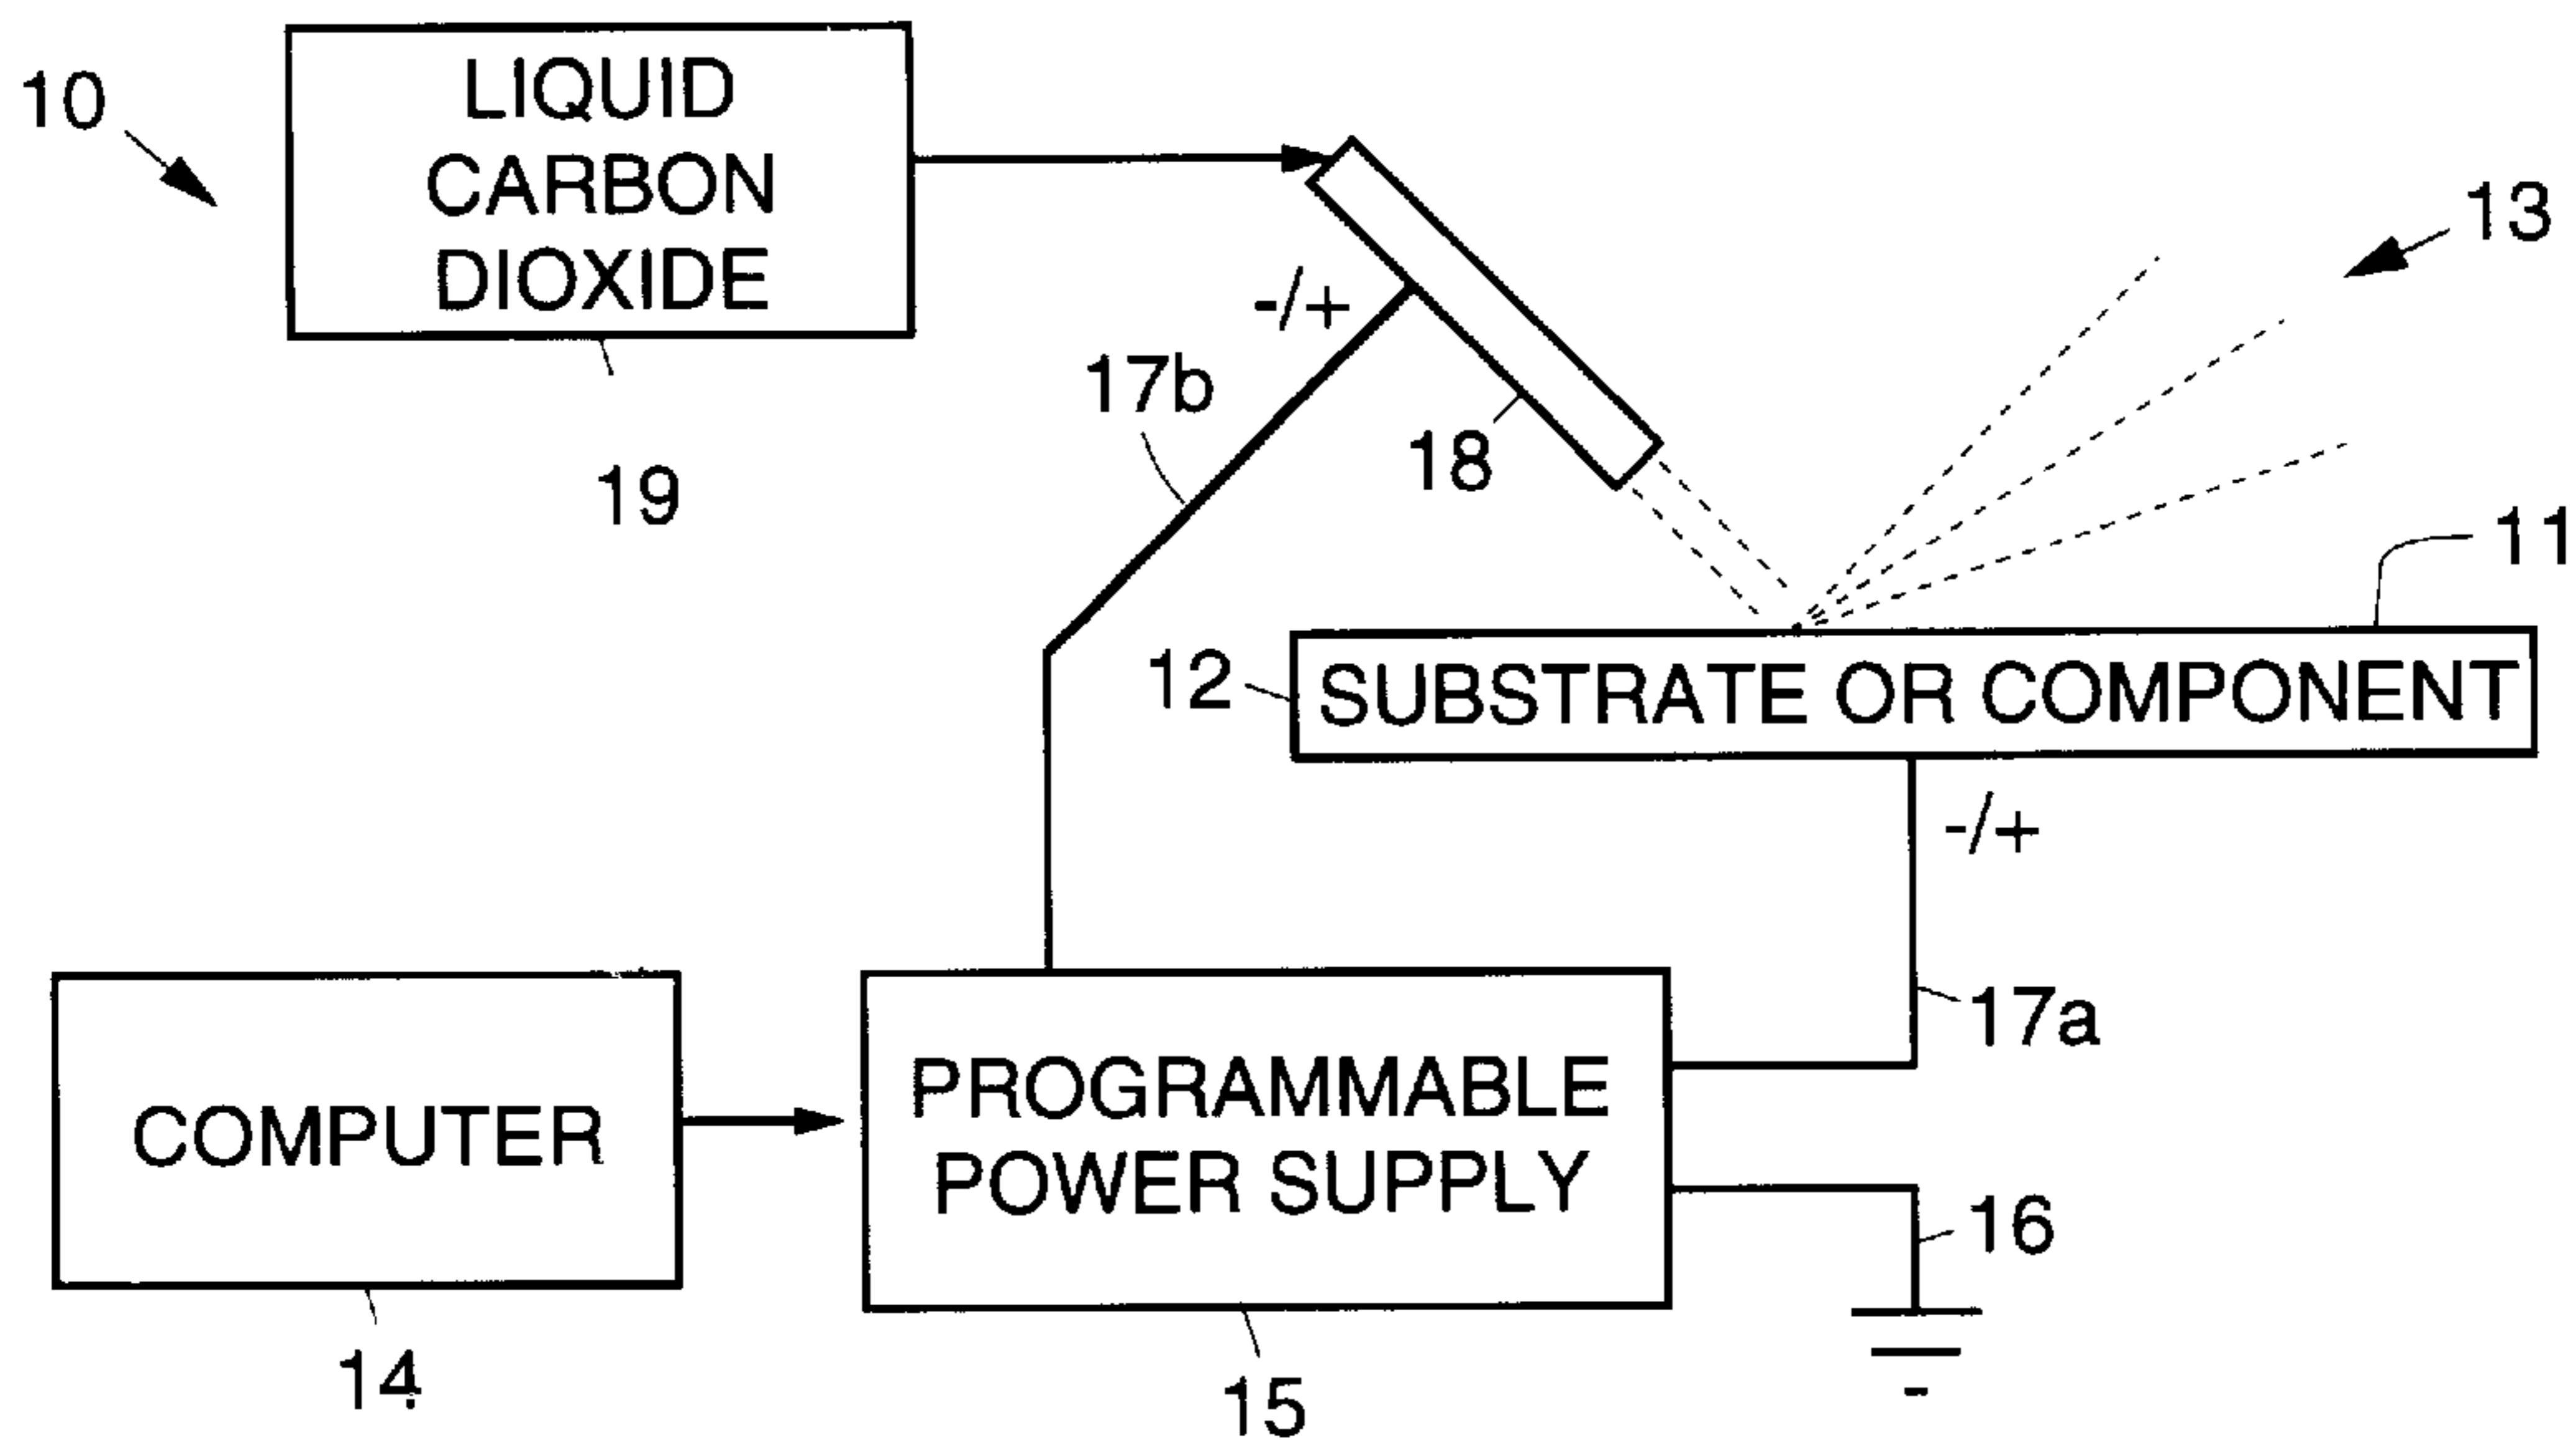 10
LIQUID
CARBON
DIOXIDE
19
-/+
17b
18
13
11
12
SUBSTRATE OR COMPONENT
-/+
17a
COMPUTER
14
PROGRAMMABLE
POWER SUPPLY
15
16